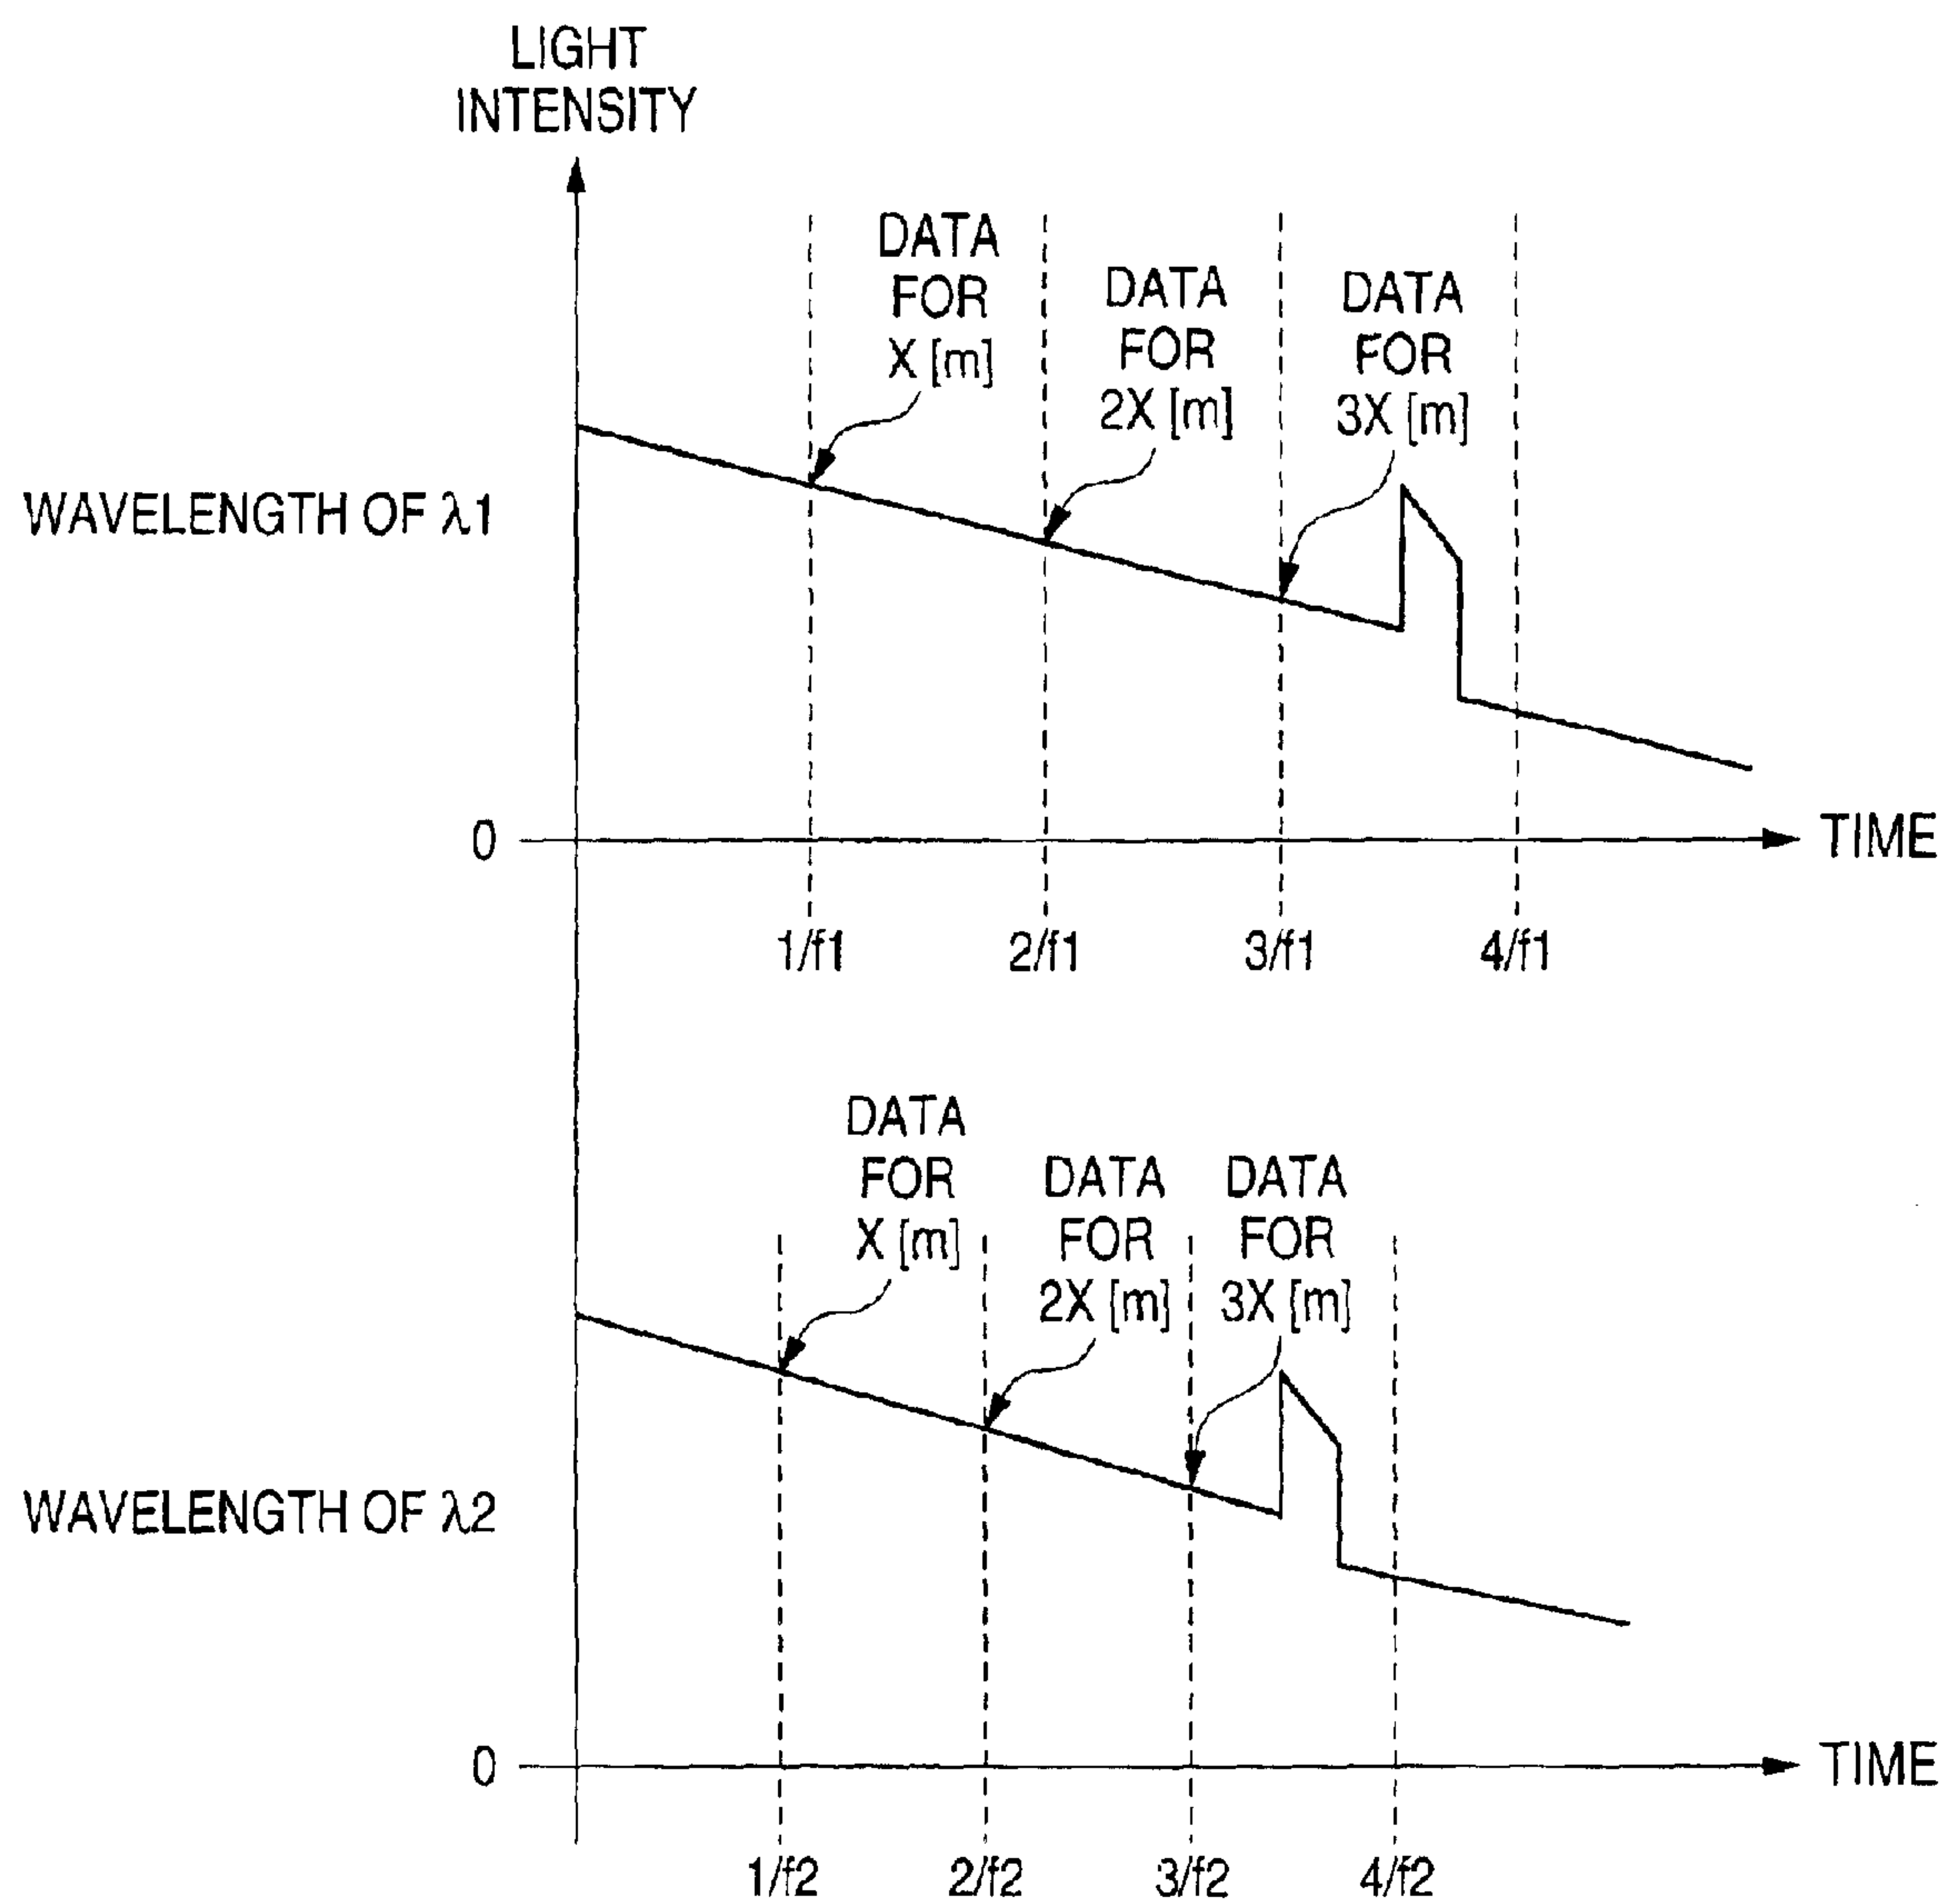 LIGHT
INTENSITY
DATA
FOR
X [m]
DATA
FOR
2X [m]
DATA
FOR
3X [m]
WAVELENGTH OF λ1
0
TIME
1/f1
2/f1
3/f1
4/f1
DATA
FOR
X [m]
DATA
FOR
2X [m]
DATA
FOR
3X [m]
WAVELENGTH OF λ2
0
TIME
1/f2
2/f2
3/f2
4/f2